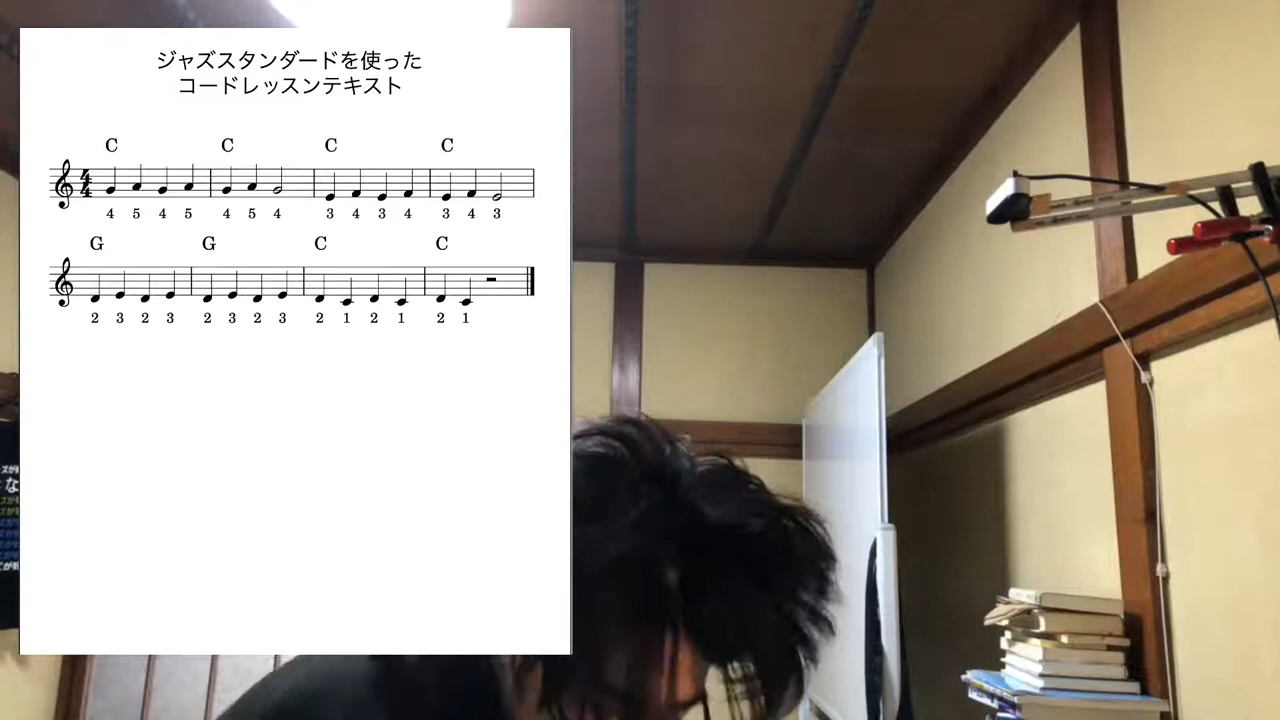 ジャズスタンダードを使った
コードレッスンテキスト
C C C C
4 4
4 5 4 5 4 5 4 3 4 3 4 3 4 3
G G C C
2 3 2 3 2 3 2 3 2 1 2 1 2 1